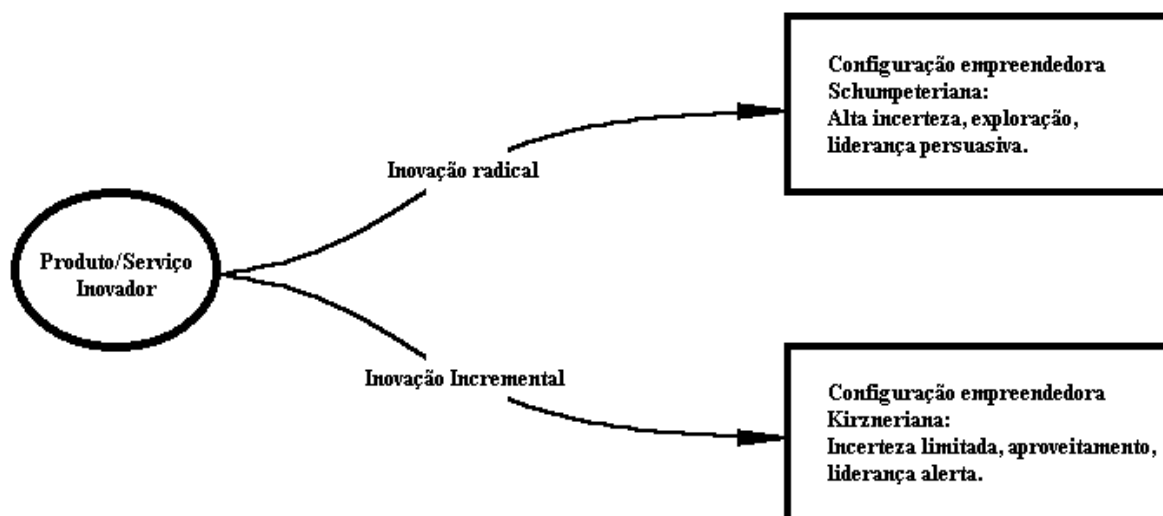 Configuração empreendedora
Schumpeteriana:
Alta incerteza, exploração,
liderança persuasiva.
Inovação radical
Produto/Serviço
Inovador
Inovação Incremental
Configuração empreendedora
Kirzneriana:
Incerteza limitada, aproveitamento,
liderança alerta.